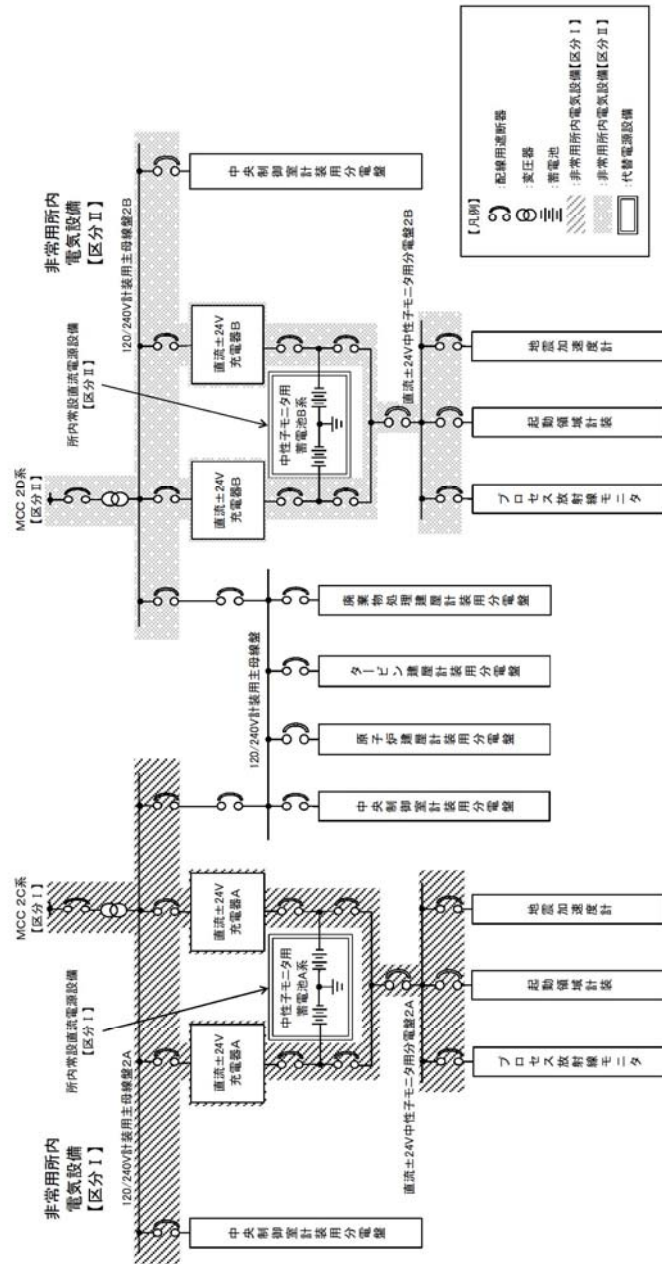 非常用所内
電気設備
【区分Ⅰ】
所内常設直流電源設備
【区分Ⅰ】
MCC 2C系
【区分Ⅰ】
120/240V計装用主母線盤2A
中央制御室計装用分電盤
直流±24V
充電器A
直流±24V
充電器A
中性子モニタ用
蓄電池A系
直流±24V中性子モニタ用分電盤2A
プロセス放射線モニタ
起動領域計装
地震加速度計
120/240V計装用主母線盤
中央制御室計装用分電盤
原子炉建屋計装用分電盤
タービン建屋計装用分電盤
廃棄物処理建屋計装用分電盤
MCC 2D系
【区分Ⅱ】
所内常設直流電源設備
【区分Ⅱ】
非常用所内
電気設備
【区分Ⅱ】
120/240V計装用主母線盤2B
直流±24V
充電器B
直流±24V
充電器B
中性子モニタ用
蓄電池B系
中央制御室計装用分電盤
直流±24V中性子モニタ用分電盤2B
プロセス放射線モニタ
起動領域計装
地震加速度計
【凡例】
:配線用遮断器
:変圧器
:蓄電池
:非常用所内電気設備【区分Ⅰ】
:非常用所内電気設備【区分Ⅱ】
:代替電源設備